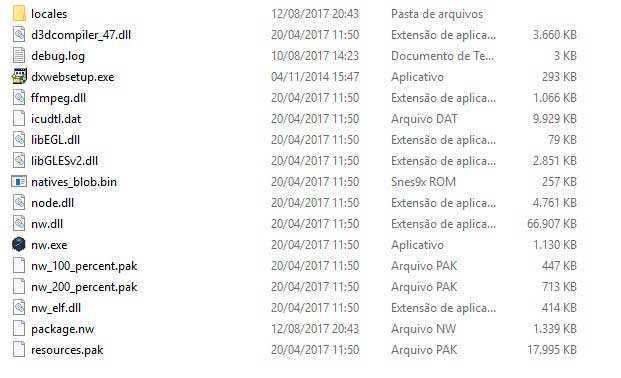 locales 12/08/2017 20:43 Pasta de arquivos
d3dcompiler_47.dll 20/04/2017 11:50 Extensão de aplica... 3.660 KB
debug.log 10/08/2017 14:23 Documento de Te... 3 KB
dxwebsetup.exe 04/11/2014 15:47 Aplicativo 293 KB
ffmpeg.dll 20/04/2017 11:50 Extensão de aplica... 1.066 KB
icudtl.dat 20/04/2017 11:50 Arquivo DAT 9.929 KB
libEGL.dll 20/04/2017 11:50 Extensão de aplica... 79 KB
libGLESv2.dll 20/04/2017 11:50 Extensão de aplica... 2.851 KB
natives_blob.bin 20/04/2017 11:50 Snes9x ROM 257 KB
node.dll 20/04/2017 11:50 Extensão de aplica... 4.761 KB
nw.dll 20/04/2017 11:50 Extensão de aplica... 66.907 KB
nw.exe 20/04/2017 11:50 Aplicativo 1.130 KB
nw_100_percent.pak 20/04/2017 11:50 Arquivo PAK 447 KB
nw_200_percent.pak 20/04/2017 11:50 Arquivo PAK 713 KB
nw_elf.dll 20/04/2017 11:50 Extensão de aplica... 414 KB
package.nw 12/08/2017 20:43 Arquivo NW 1.339 KB
resources.pak 20/04/2017 11:50 Arquivo PAK 17.995 KB